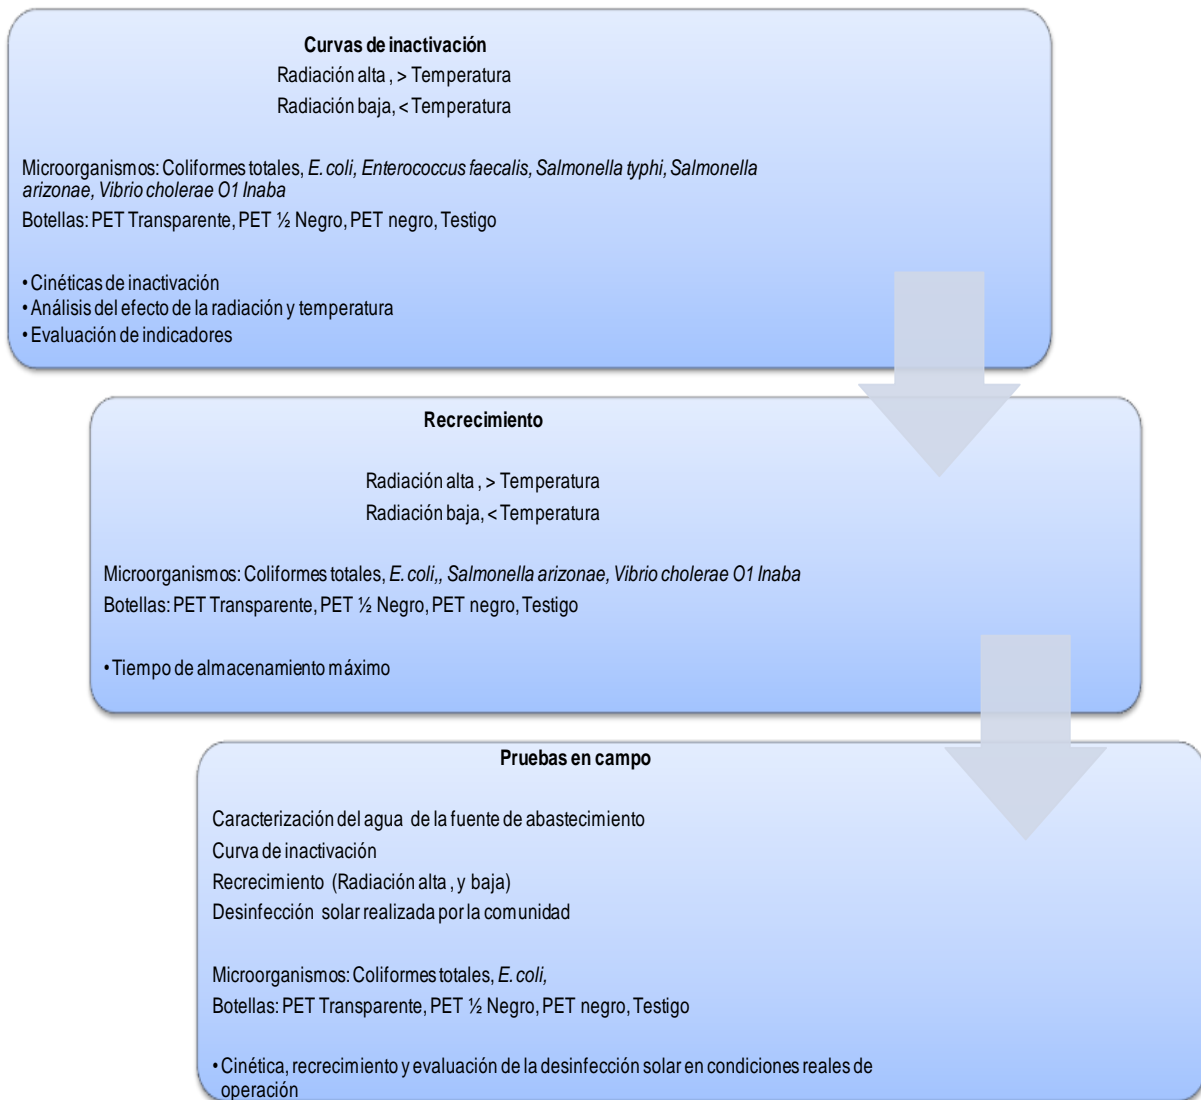 Curvas de inactivación
Radiación alta , > Temperatura
Radiación baja, < Temperatura
Microorganismos: Coliformes totales, E. coli, Enterococcus faecalis, Salmonella typhi, Salmonella
arizonae, Vibrio cholerae O1 Inaba
Botellas: PET Transparente, PET ½ Negro, PET negro, Testigo
• Cinéticas de inactivación
• Análisis del efecto de la radiación y temperatura
• Evaluación de indicadores
Recrecimiento
Radiación alta , > Temperatura
Radiación baja, < Temperatura
Microorganismos: Coliformes totales, E. coli,, Salmonella arizonae, Vibrio cholerae O1 Inaba
Botellas: PET Transparente, PET ½ Negro, PET negro, Testigo
• Tiempo de almacenamiento máximo
Pruebas en campo
Caracterización del agua de la fuente de abastecimiento
Curva de inactivación
Recrecimiento (Radiación alta , y baja)
Desinfección solar realizada por la comunidad
Microorganismos: Coliformes totales, E. coli,
Botellas: PET Transparente, PET ½ Negro, PET negro, Testigo
• Cinética, recrecimiento y evaluación de la desinfección solar en condiciones reales de
operación